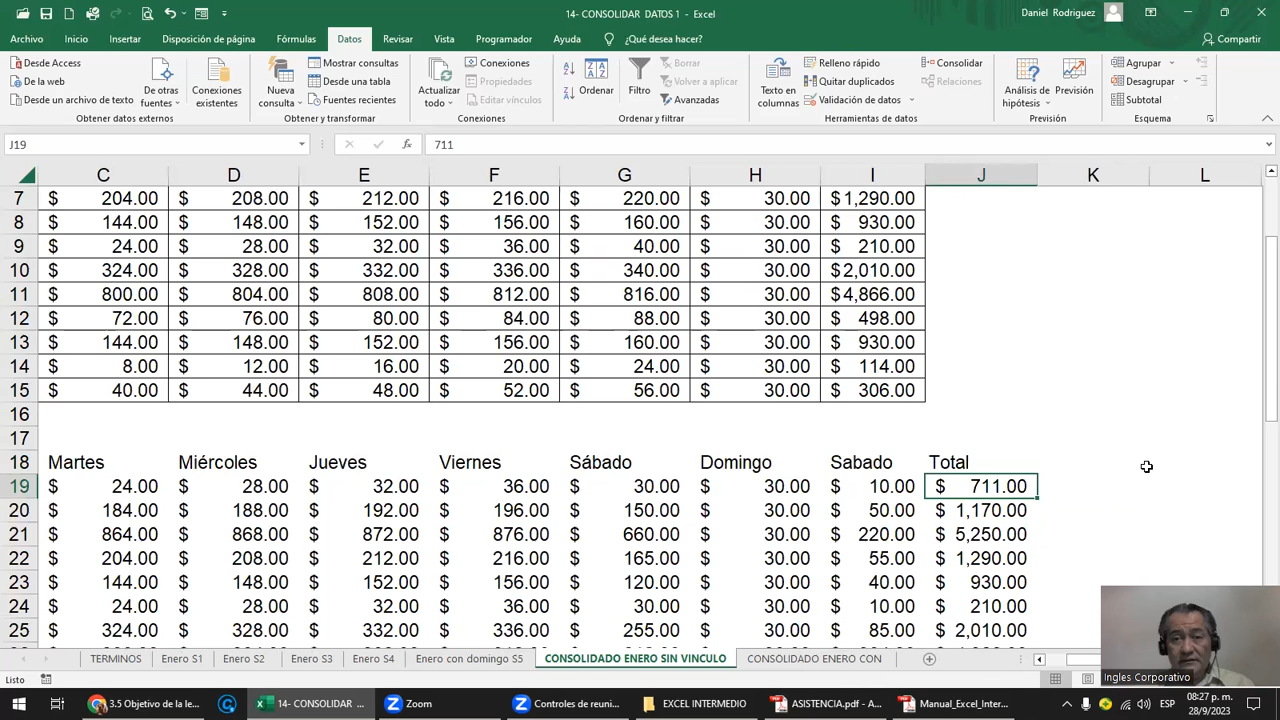 14- CONSOLIDAR DATOS 1 - Excel
Daniel Rodriguez
Archivo Inicio Insertar Disposición de página Fórmulas Datos Revisar Vista Programador Ayuda ¿Qué desea hacer? Compartir
Desde Access
De la web
Desde un archivo de texto
De otras fuentes
Conexiones existentes
Obtener datos externos
Nueva consulta
Mostrar consultas
Desde una tabla
Fuentes recientes
Obtener y transformar
Actualizar todo
Conexiones
Propiedades
Editar vínculos
Conexiones
Ordenar
Filtro
Borrar
Volver a aplicar
Avanzadas
Ordenar y filtrar
Texto en columnas
Relleno rápido
Quitar duplicados
Validación de datos
Consolidar
Relaciones
Herramientas de datos
Análisis de hipótesis
Previsión
Previsión
Agrupar
Desagrupar
Subtotal
Esquema
J19 fx 711
C D E F G H I J K L
7 $ 204.00 $ 208.00 $ 212.00 $ 216.00 $ 220.00 $ 30.00 $1,290.00
8 $ 144.00 $ 148.00 $ 152.00 $ 156.00 $ 160.00 $ 30.00 $ 930.00
9 $ 24.00 $ 28.00 $ 32.00 $ 36.00 $ 40.00 $ 30.00 $ 210.00
10 $ 324.00 $ 328.00 $ 332.00 $ 336.00 $ 340.00 $ 30.00 $2,010.00
11 $ 800.00 $ 804.00 $ 808.00 $ 812.00 $ 816.00 $ 30.00 $4,866.00
12 $ 72.00 $ 76.00 $ 80.00 $ 84.00 $ 88.00 $ 30.00 $ 498.00
13 $ 144.00 $ 148.00 $ 152.00 $ 156.00 $ 160.00 $ 30.00 $ 930.00
14 $ 8.00 $ 12.00 $ 16.00 $ 20.00 $ 24.00 $ 30.00 $ 114.00
15 $ 40.00 $ 44.00 $ 48.00 $ 52.00 $ 56.00 $ 30.00 $ 306.00
16
17
18 Martes Miércoles Jueves Viernes Sábado Domingo Sabado Total
19 $ 24.00 $ 28.00 $ 32.00 $ 36.00 $ 30.00 $ 30.00 $ 10.00 $ 711.00
20 $ 184.00 $ 188.00 $ 192.00 $ 196.00 $ 150.00 $ 30.00 $ 50.00 $ 1,170.00
21 $ 864.00 $ 868.00 $ 872.00 $ 876.00 $ 660.00 $ 30.00 $ 220.00 $ 5,250.00
22 $ 204.00 $ 208.00 $ 212.00 $ 216.00 $ 165.00 $ 30.00 $ 55.00 $ 1,290.00
23 $ 144.00 $ 148.00 $ 152.00 $ 156.00 $ 120.00 $ 30.00 $ 40.00 $ 930.00
24 $ 24.00 $ 28.00 $ 32.00 $ 36.00 $ 30.00 $ 30.00 $ 10.00 $ 210.00
25 $ 324.00 $ 328.00 $ 332.00 $ 336.00 $ 255.00 $ 30.00 $ 85.00 $ 2,010.00
Ingles Corporativo
TERMINOS Enero S1 Enero S2 Enero S3 Enero S4 Enero con domingo S5 CONSOLIDADO ENERO SIN VINCULO CONSOLIDADO ENERO CON
Listo
3.5 Objetivo de la le...
14- CONSOLIDAR ...
Zoom
Controles de reuni...
EXCEL INTERMEDIO
ASISTENCIA.pdf - A...
Manual_Excel_Inter...
ESP
08:27 p. m.
28/9/2023